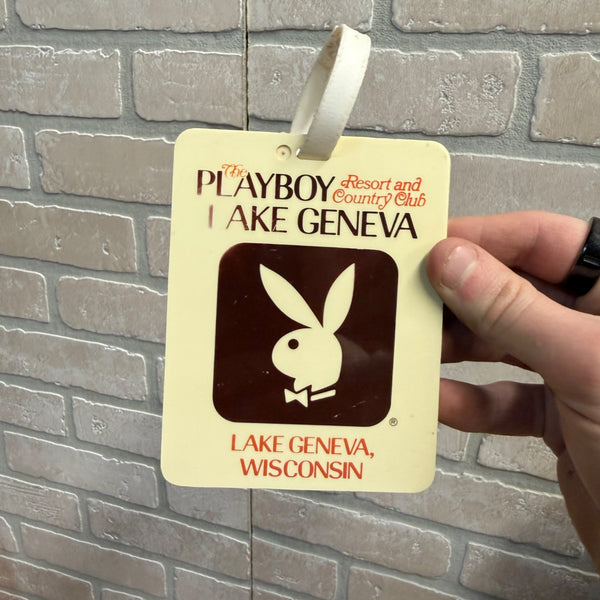 The
PLAYBOY Resort and
Country Club
LAKE GENEVA
®
LAKE GENEVA,
WISCONSIN